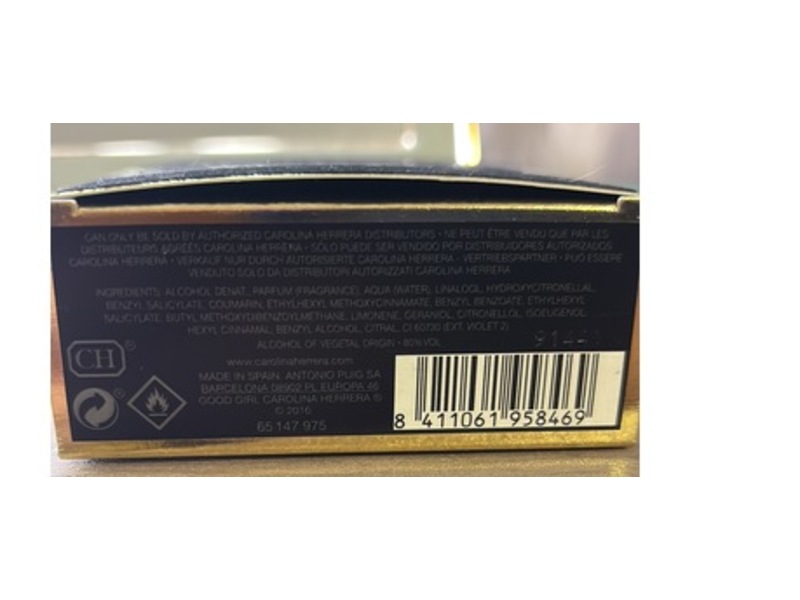 CAN ONLY BE SOLD BY AUTHORIZED CAROLINA HERRERA DISTRIBUTORS • NE PEUT ÊTRE VENDU QUE PAR LES
DISTRIBUTEURS AGRÉÉS CAROLINA HERRERA • SOLO PUEDE SER VENDIDO POR DISTRIBUIDORES AUTORIZADOS
CAROLINA HERRERA • VERKAUF NUR DURCH AUTORISIERTE CAROLINA HERRERA - VERTRIEBSPARTNER • PUÒ ESSERE
VENDUTO SOLO DA DISTRIBUTORI AUTORIZZATI CAROLINA HERRERA
INGREDIENTS: ALCOHOL DENAT., PARFUM (FRAGRANCE), AQUA (WATER), LINALOOL, HYDROXYCITRONELLAL,
BENZYL SALICYLATE, COUMARIN, ETHYLHEXYL METHOXYCINNAMATE, BENZYL BENZOATE, ETHYLHEXYL
SALICYLATE, BUTYL METHOXYDIBENZOYLMETHANE, LIMONENE, GERANIOL, CITRONELLOL, ISOEUGENOL,
HEXYL CINNAMAL, BENZYL ALCOHOL, CITRAL, CI 60730 (EXT. VIOLET 2)
ALCOHOL OF VEGETAL ORIGIN - 80% VOL
CH ®
www.carolinaherrera.com
MADE IN SPAIN. ANTONIO PUIG SA
BARCELONA 08902 PL EUROPA 46
GOOD GIRL CAROLINA HERRERA ®
© 2016
65 147 975
8 411061 958469